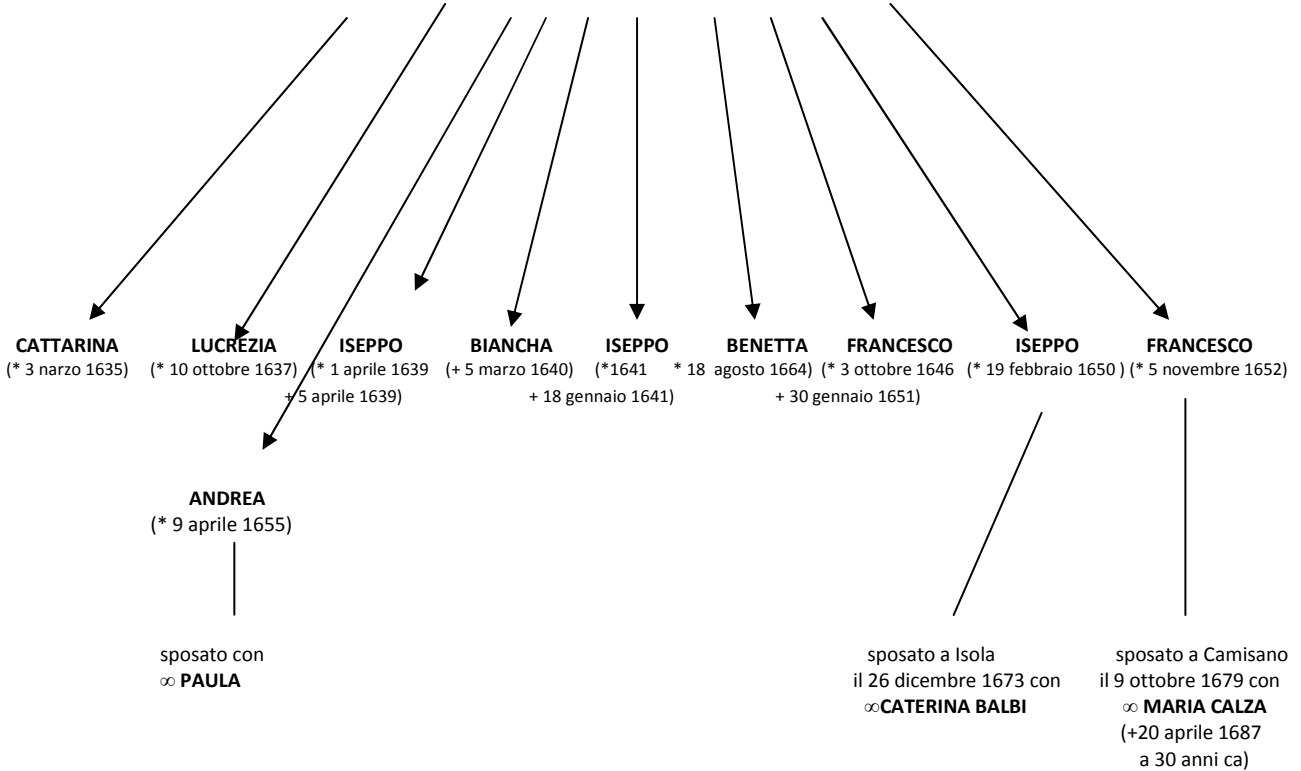 CATTARINA LUCREZIA ISEPPO BIANCHA ISEPPO BENETTA FRANCESCO ISEPPO FRANCESCO
(* 3 narzo 1635) (* 10 ottobre 1637) (* 1 aprile 1639 (+ 5 marzo 1640) (*1641 * 18 agosto 1664) (* 3 ottobre 1646 (* 19 febbraio 1650 ) (* 5 novembre 1652)
+ 5 aprile 1639) + 18 gennaio 1641) + 30 gennaio 1651)
ANDREA
(* 9 aprile 1655)
sposato con
∞ PAULA
sposato a Isola
il 26 dicembre 1673 con
∞CATERINA BALBI
sposato a Camisano
il 9 ottobre 1679 con
∞ MARIA CALZA
(+20 aprile 1687
a 30 anni ca)